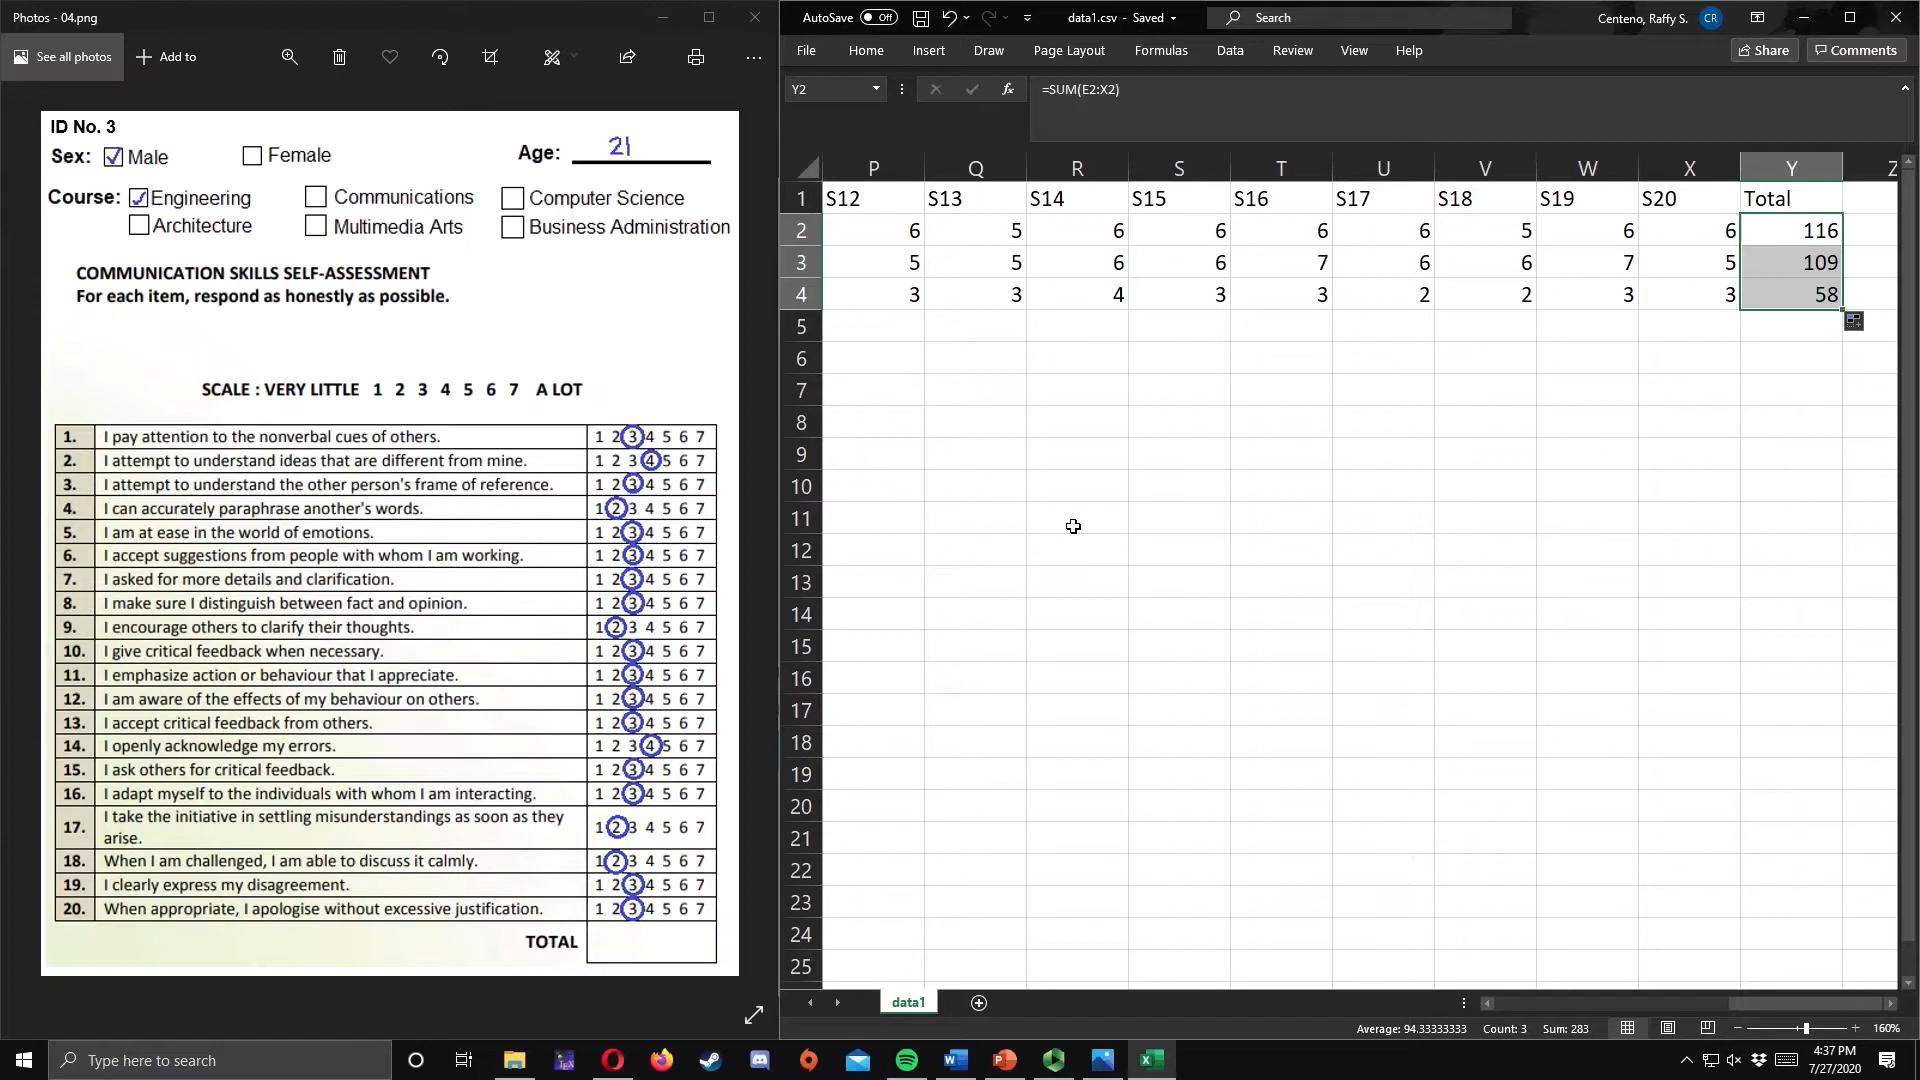 Photos - 04.png
See all photos
Add to
ID No. 3
Sex: Male Female Age: 21
Course: Engineering Communications Computer Science
Architecture Multimedia Arts Business Administration
COMMUNICATION SKILLS SELF-ASSESSMENT
For each item, respond as honestly as possible.
SCALE : VERY LITTLE 1 2 3 4 5 6 7 A LOT
1. I pay attention to the nonverbal cues of others. 1 2 3 4 5 6 7
2. I attempt to understand ideas that are different from mine. 1 2 3 4 5 6 7
3. I attempt to understand the other person's frame of reference. 1 2 3 4 5 6 7
4. I can accurately paraphrase another's words. 1 2 3 4 5 6 7
5. I am at ease in the world of emotions. 1 2 3 4 5 6 7
6. I accept suggestions from people with whom I am working. 1 2 3 4 5 6 7
7. I asked for more details and clarification. 1 2 3 4 5 6 7
8. I make sure I distinguish between fact and opinion. 1 2 3 4 5 6 7
9. I encourage others to clarify their thoughts. 1 2 3 4 5 6 7
10. I give critical feedback when necessary. 1 2 3 4 5 6 7
11. I emphasize action or behaviour that I appreciate. 1 2 3 4 5 6 7
12. I am aware of the effects of my behaviour on others. 1 2 3 4 5 6 7
13. I accept critical feedback from others. 1 2 3 4 5 6 7
14. I openly acknowledge my errors. 1 2 3 4 5 6 7
15. I ask others for critical feedback. 1 2 3 4 5 6 7
16. I adapt myself to the individuals with whom I am interacting. 1 2 3 4 5 6 7
17. I take the initiative in settling misunderstandings as soon as they
arise. 1 2 3 4 5 6 7
18. When I am challenged, I am able to discuss it calmly. 1 2 3 4 5 6 7
19. I clearly express my disagreement. 1 2 3 4 5 6 7
20. When appropriate, I apologise without excessive justification. 1 2 3 4 5 6 7
TOTAL
AutoSave Off data1.csv - Saved Search Centeno, Raffy S. CR
File Home Insert Draw Page Layout Formulas Data Review View Help Share Comments
Y2 fx =SUM(E2:X2)
P Q R S T U V W X Y Z
1 S12 S13 S14 S15 S16 S17 S18 S19 S20 Total
2 6 5 6 6 6 6 5 6 6 116
3 5 5 6 6 7 6 6 7 5 109
4 3 3 4 3 3 2 2 3 3 58
5
6
7
8
9
10
11
12
13
14
15
16
17
18
19
20
21
22
23
24
25
data1
Average: 94.33333333 Count: 3 Sum: 283 160%
Type here to search
4:37 PM
7/27/2020